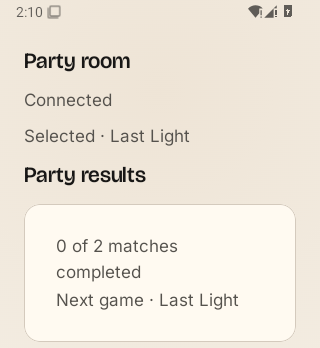 2:10
Party room
Connected
Selected · Last Light
Party results
0 of 2 matches
completed
Next game · Last Light